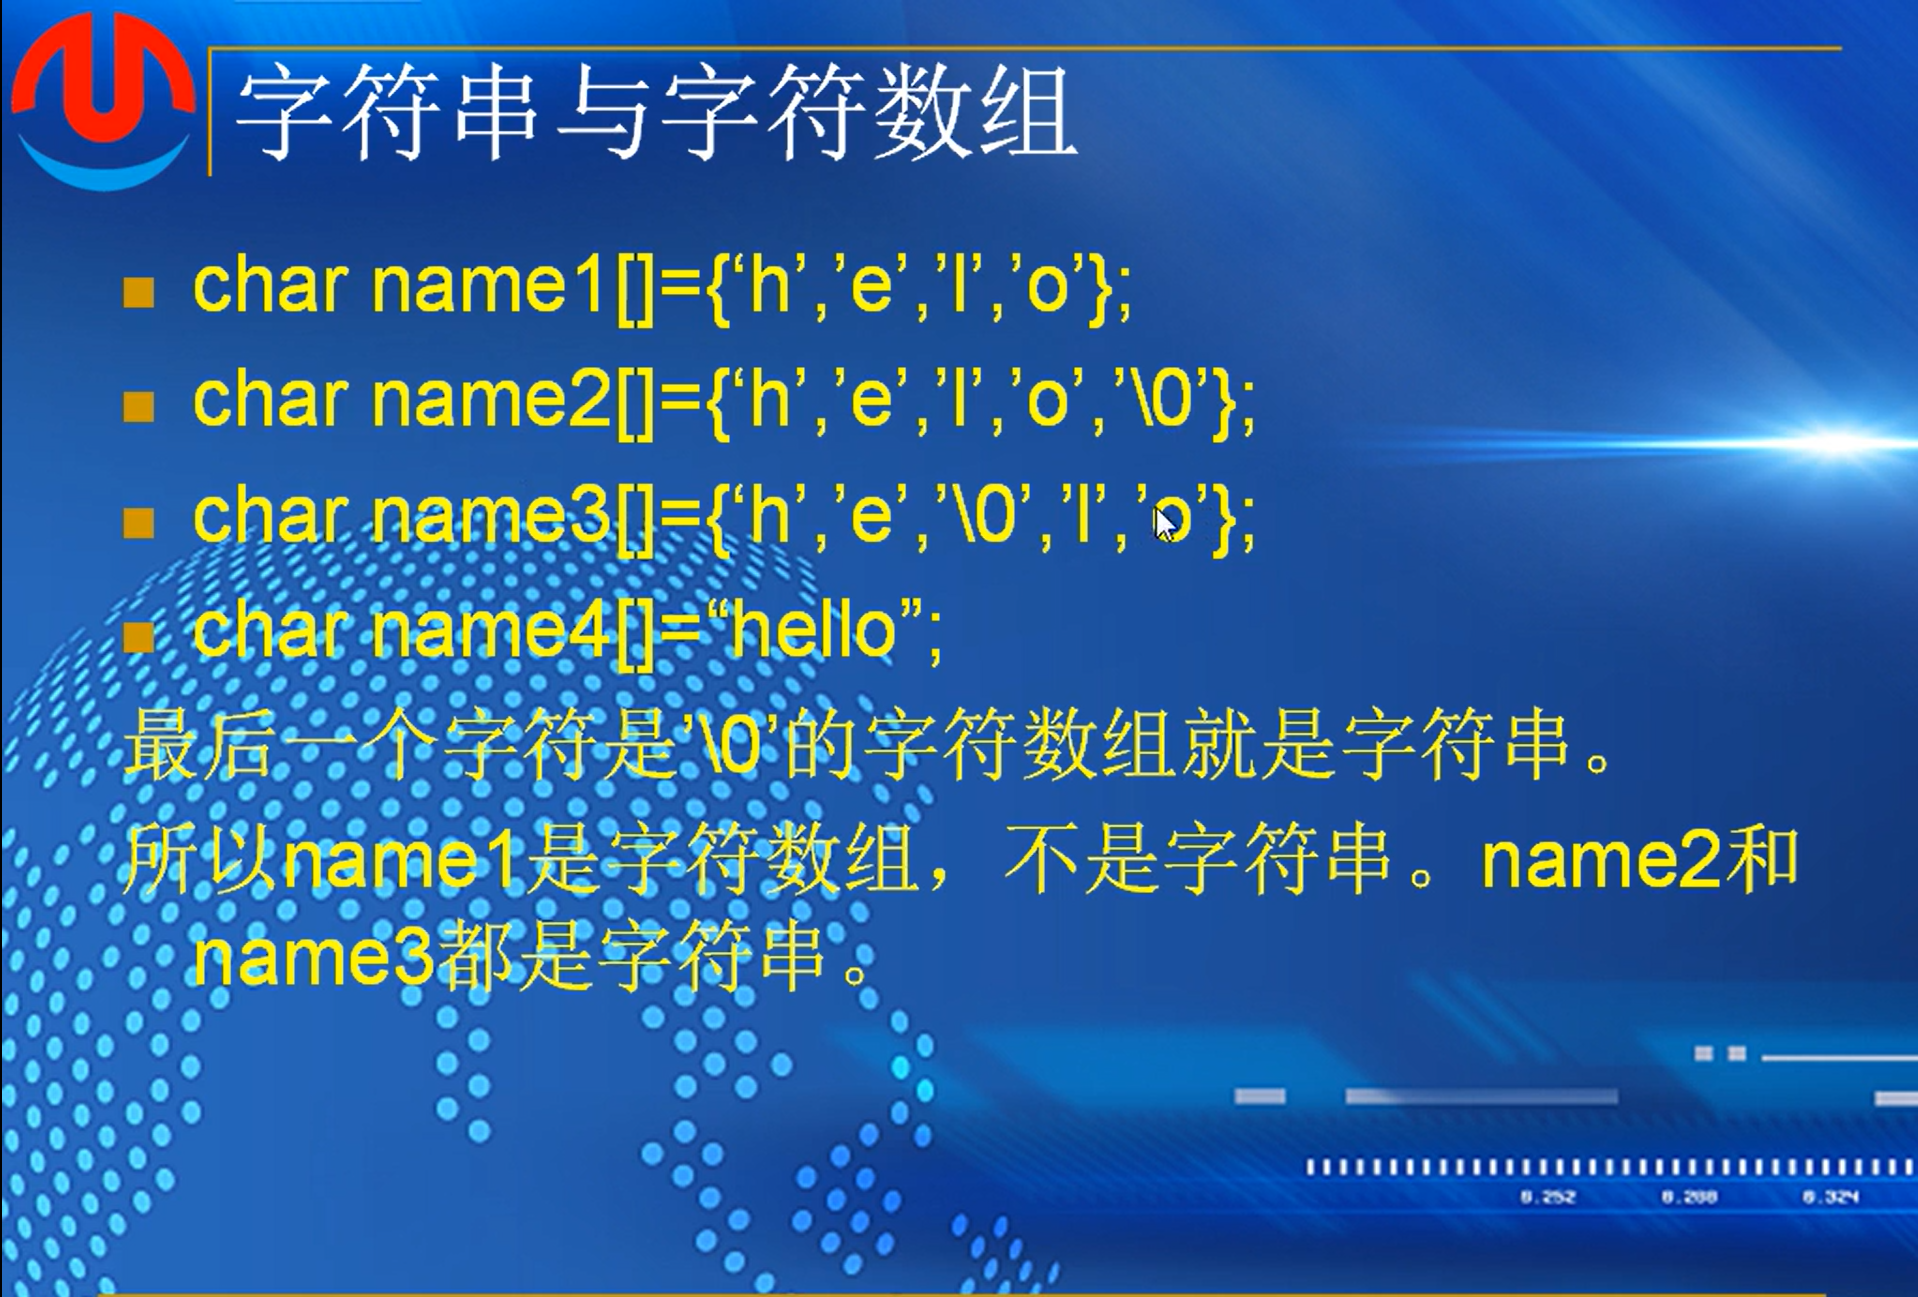 字符串与字符数组
char name1[]={‘h’,’e’,’l’,’o’};
char name2[]={‘h’,’e’,’l’,’o’,’\0’};
char name3[]={‘h’,’e’,’\0’,’l’,’o’};
char name4[]=“hello”;
最后一个字符是’\0’的字符数组就是字符串。
所以name1是字符数组，不是字符串。name2和
name3都是字符串。
0.252 0.288 0.324